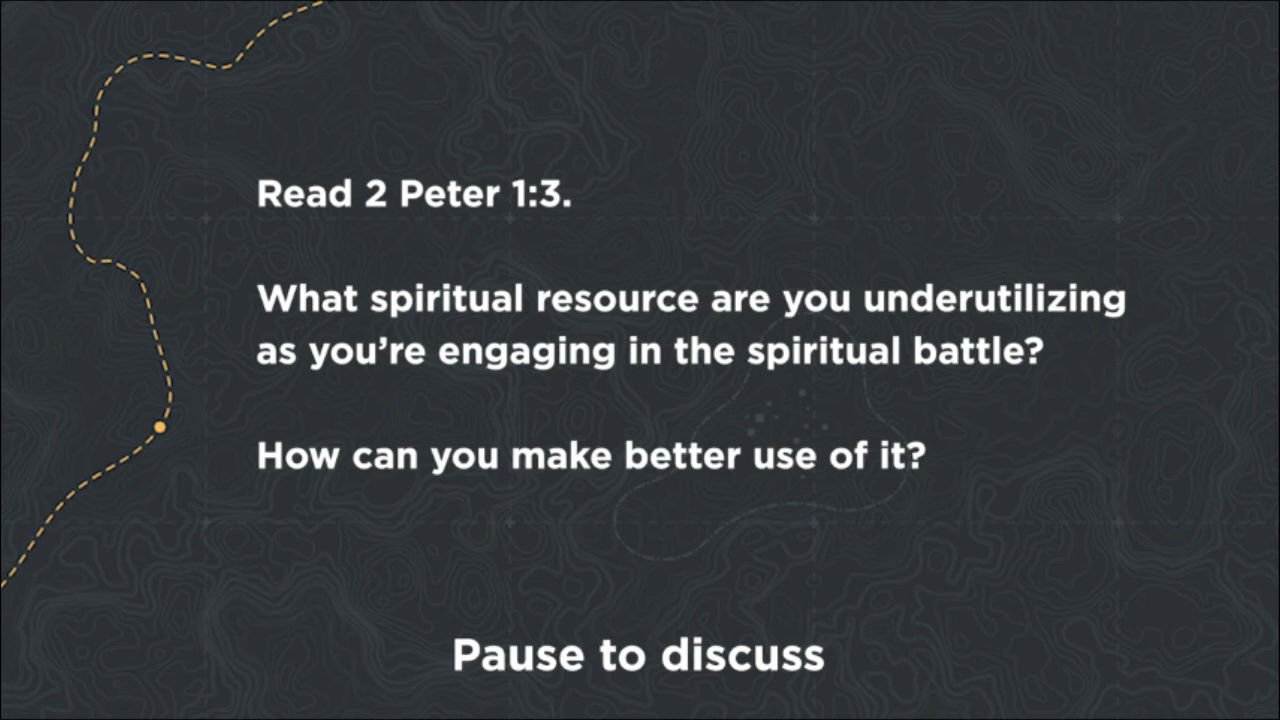 Read 2 Peter 1:3.
What spiritual resource are you underutilizing
as you’re engaging in the spiritual battle?
How can you make better use of it?
Pause to discuss